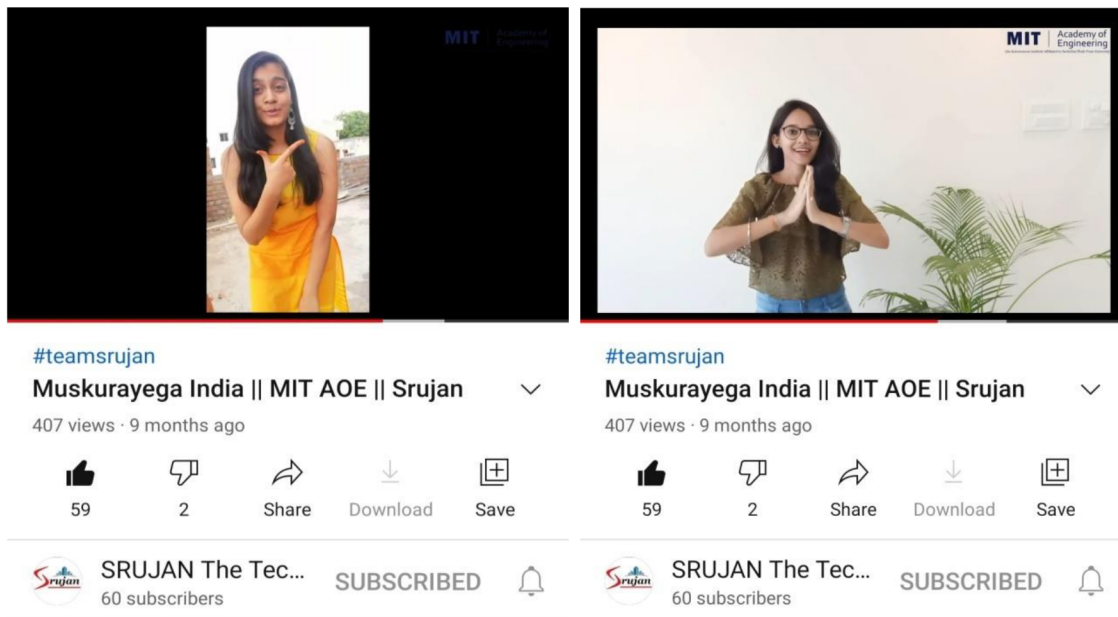 MIT | Academy of
Engineering
#teamsrujan
Muskurayega India || MIT AOE || Srujan
407 views · 9 months ago
59
2
Share
Download
Save
Srujan
SRUJAN The Tec...
60 subscribers
SUBSCRIBED
MIT | Academy of
Engineering
#teamsrujan
Muskurayega India || MIT AOE || Srujan
407 views · 9 months ago
59
2
Share
Download
Save
Srujan
SRUJAN The Tec...
60 subscribers
SUBSCRIBED